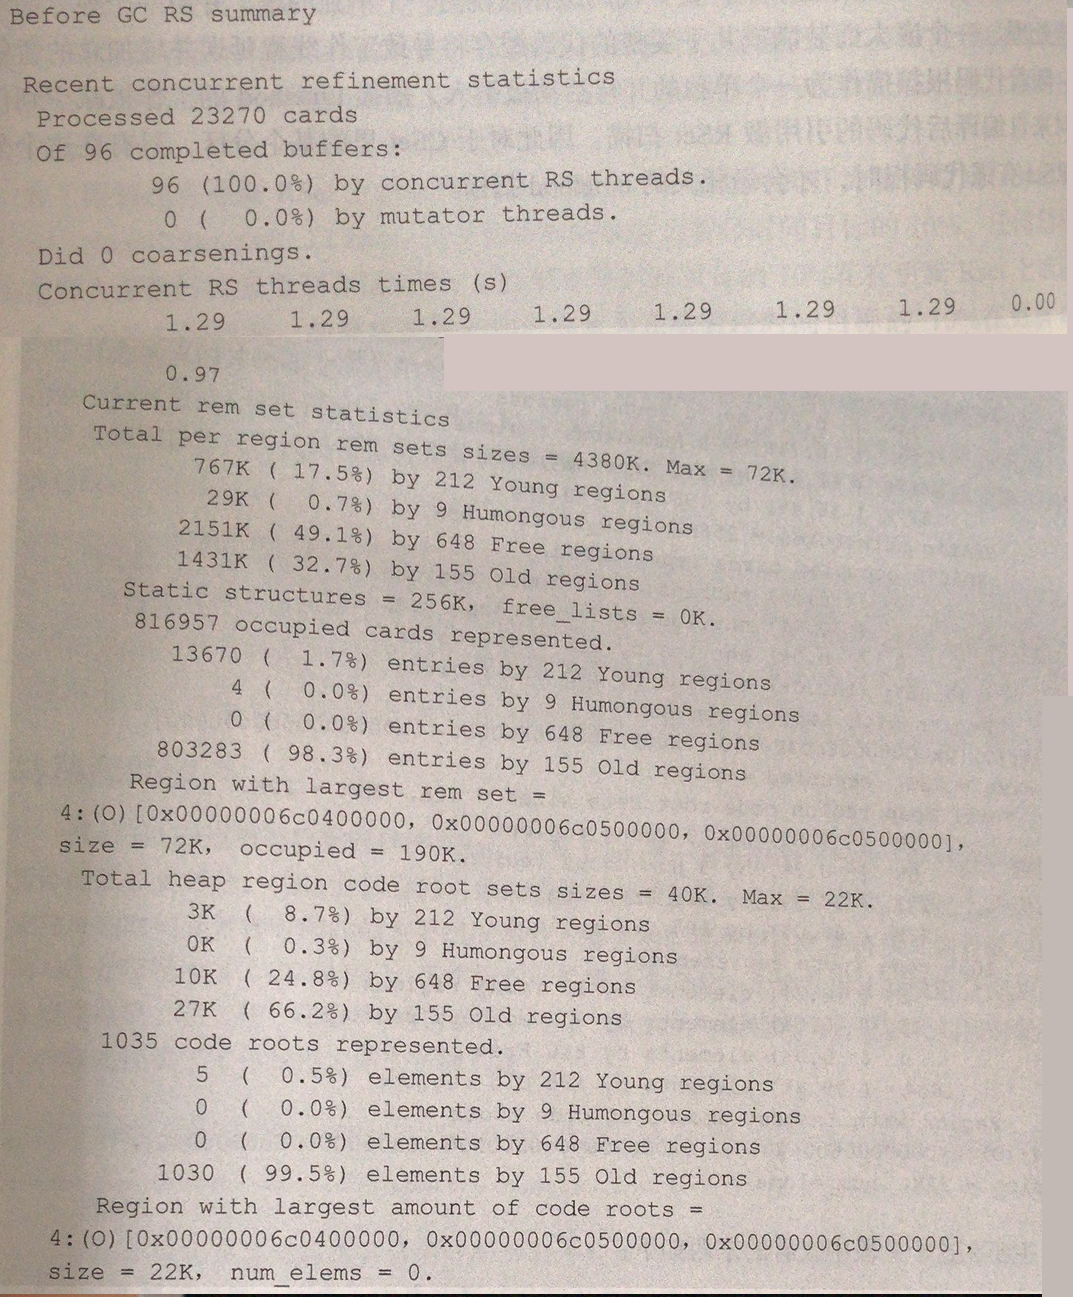 Before GC RS summary
Recent concurrent refinement statistics
Processed 23270 cards
Of 96 completed buffers:
96 (100.0%) by concurrent RS threads.
0 ( 0.0%) by mutator threads.
Did 0 coarsenings.
Concurrent RS threads times (s)
1.29 1.29 1.29 1.29 1.29 1.29 1.29 0.00
0.97
Current rem set statistics
Total per region rem sets sizes = 4380K. Max = 72K.
767K ( 17.5%) by 212 Young regions
29K ( 0.7%) by 9 Humongous regions
2151K ( 49.1%) by 648 Free regions
1431K ( 32.7%) by 155 Old regions
Static structures = 256K, free_lists = 0K.
816957 occupied cards represented.
13670 ( 1.7%) entries by 212 Young regions
4 ( 0.0%) entries by 9 Humongous regions
0 ( 0.0%) entries by 648 Free regions
803283 ( 98.3%) entries by 155 Old regions
Region with largest rem set =
4:(O)[0x00000006c0400000, 0x00000006c0500000, 0x00000006c0500000],
size = 72K, occupied = 190K.
Total heap region code root sets sizes = 40K. Max = 22K.
3K ( 8.7%) by 212 Young regions
0K ( 0.3%) by 9 Humongous regions
10K ( 24.8%) by 648 Free regions
27K ( 66.2%) by 155 Old regions
1035 code roots represented.
5 ( 0.5%) elements by 212 Young regions
0 ( 0.0%) elements by 9 Humongous regions
0 ( 0.0%) elements by 648 Free regions
1030 ( 99.5%) elements by 155 Old regions
Region with largest amount of code roots =
4:(O)[0x00000006c0400000, 0x00000006c0500000, 0x00000006c0500000],
size = 22K, num_elems = 0.